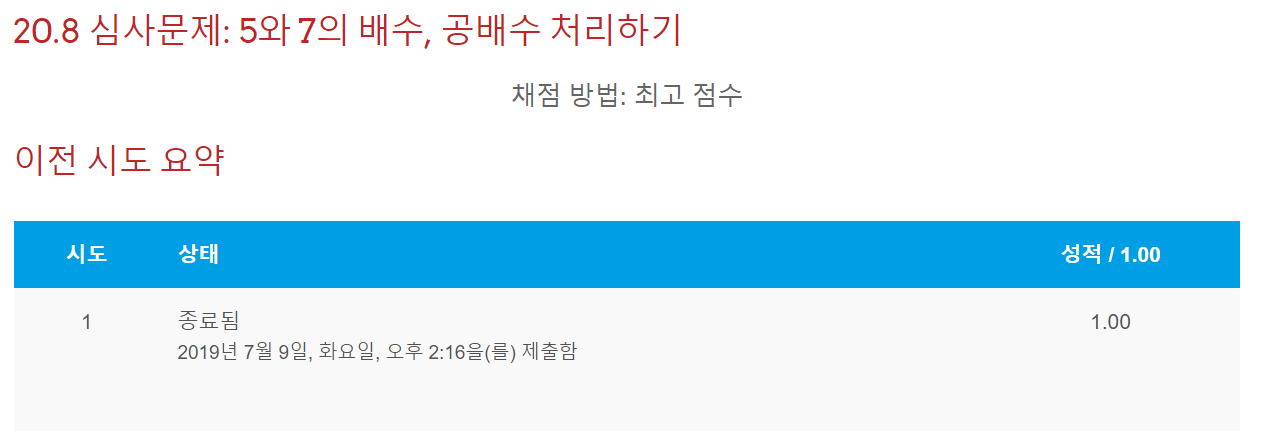 20.8 심사문제: 5와 7의 배수, 공배수 처리하기
채점 방법: 최고 점수
이전 시도 요약
시도 상태 성적 / 1.00
1 종료됨 1.00
2019년 7월 9일, 화요일, 오후 2:16을(를) 제출함